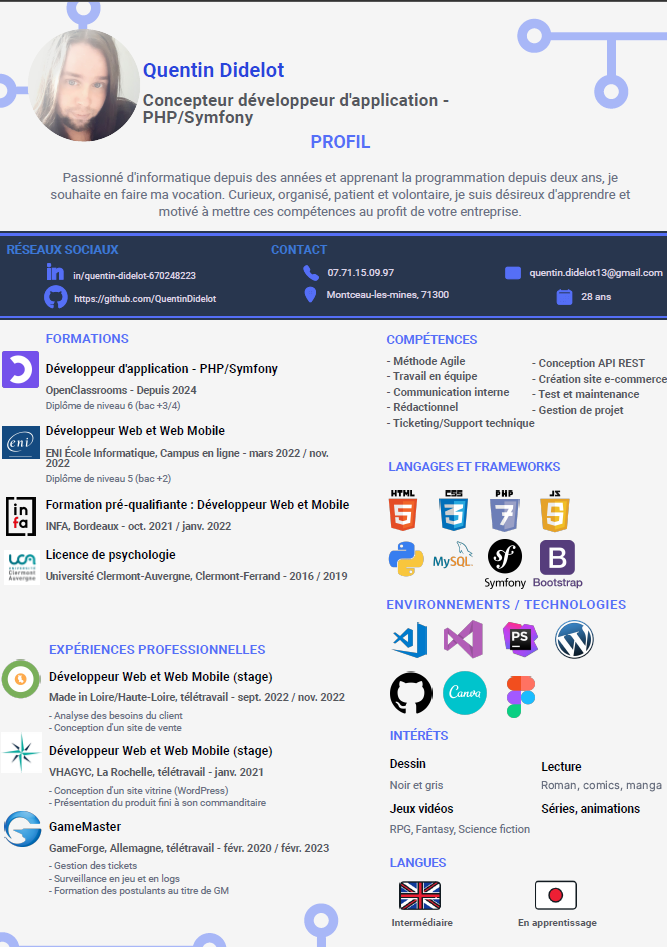 Quentin Didelot
Concepteur développeur d'application -
PHP/Symfony
PROFIL
Passionné d'informatique depuis des années et apprenant la programmation depuis deux ans, je
souhaite en faire ma vocation. Curieux, organisé, patient et volontaire, je suis désireux d'apprendre et
motivé à mettre ces compétences au profit de votre entreprise.
RÉSEAUX SOCIAUX
in
in/quentin-didelot-670248223
https://github.com/QuentinDidelot
CONTACT
07.71.15.09.97
Montceau-les-mines, 71300
quentin.didelot13@gmail.com
28 ans
FORMATIONS
Développeur d'application - PHP/Symfony
OpenClassrooms - Depuis 2024
Diplôme de niveau 6 (bac +3/4)
eni
Développeur Web et Web Mobile
ENI École Informatique, Campus en ligne - mars 2022 / nov.
2022
Diplôme de niveau 5 (bac +2)
in
fa
Formation pré-qualifiante : Développeur Web et Mobile
INFA, Bordeaux - oct. 2021 / janv. 2022
UCA
UNIVERSITÉ
Clermont
Auvergne
Licence de psychologie
Université Clermont-Auvergne, Clermont-Ferrand - 2016 / 2019
EXPÉRIENCES PROFESSIONNELLES
Développeur Web et Web Mobile (stage)
Made in Loire/Haute-Loire, télétravail - sept. 2022 / nov. 2022
- Analyse des besoins du client
- Conception d'un site de vente
Développeur Web et Web Mobile (stage)
VHAGYC, La Rochelle, télétravail - janv. 2021
- Conception d'un site vitrine (WordPress)
- Présentation du produit fini à son commanditaire
GameMaster
GameForge, Allemagne, télétravail - févr. 2020 / févr. 2023
- Gestion des tickets
- Surveillance en jeu et en logs
- Formation des postulants au titre de GM
COMPÉTENCES
- Méthode Agile
- Travail en équipe
- Communication interne
- Rédactionnel
- Ticketing/Support technique
- Conception API REST
- Création site e-commerce
- Test et maintenance
- Gestion de projet
LANGAGES ET FRAMEWORKS
HTML 5 CSS 3 PHP 7 JS 5
MySQL sf B
Symfony Bootstrap
ENVIRONNEMENTS / TECHNOLOGIES
PS W
Canva
INTÉRÊTS
Dessin
Noir et gris
Lecture
Roman, comics, manga
Jeux vidéos
RPG, Fantasy, Science fiction
Séries, animations
LANGUES
Intermédiaire
En apprentissage